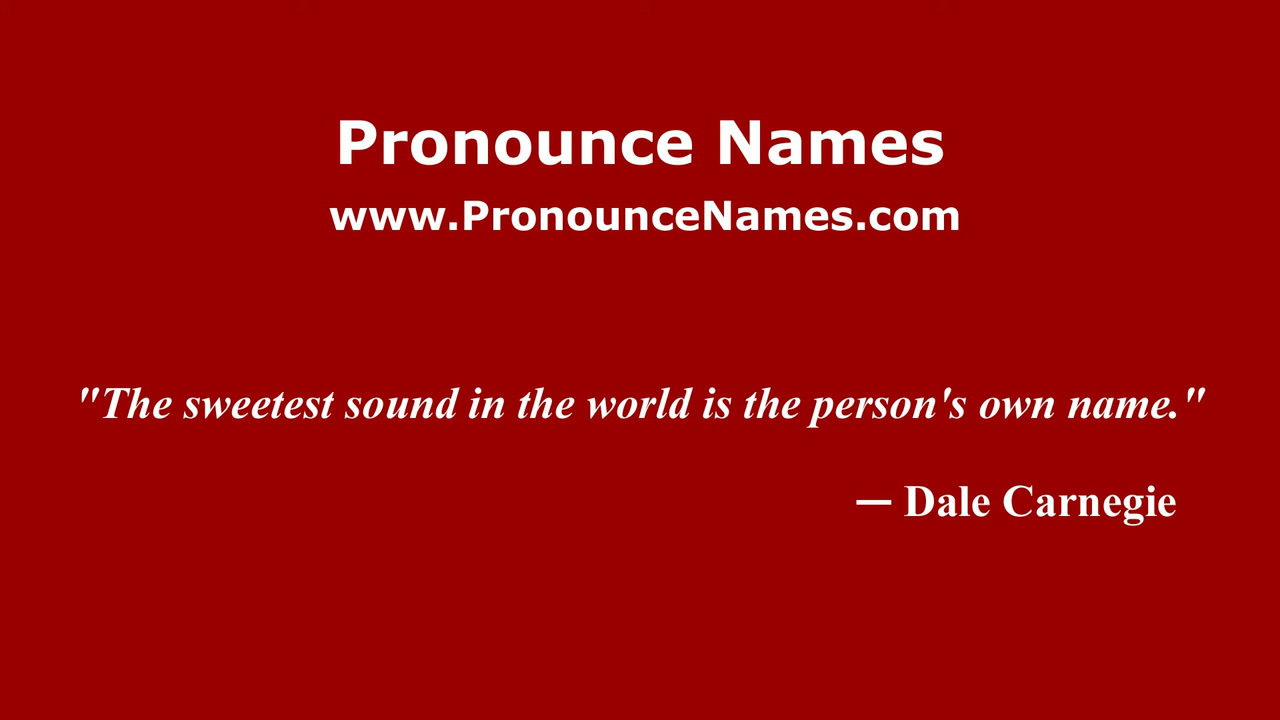 Pronounce Names
www.PronounceNames.com
"The sweetest sound in the world is the person's own name."
— Dale Carnegie